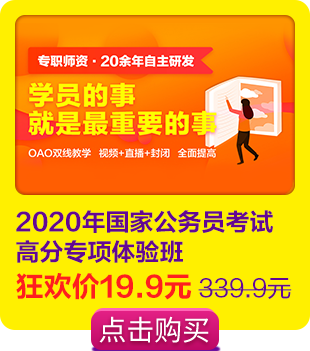 专职师资·20余年自主研发
学员的事
就是最重要的事
OAO双线教学 视频+直播+封闭 全面提高
2020年国家公务员考试
高分专项体验班
狂欢价19.9元 339.9元
点击购买